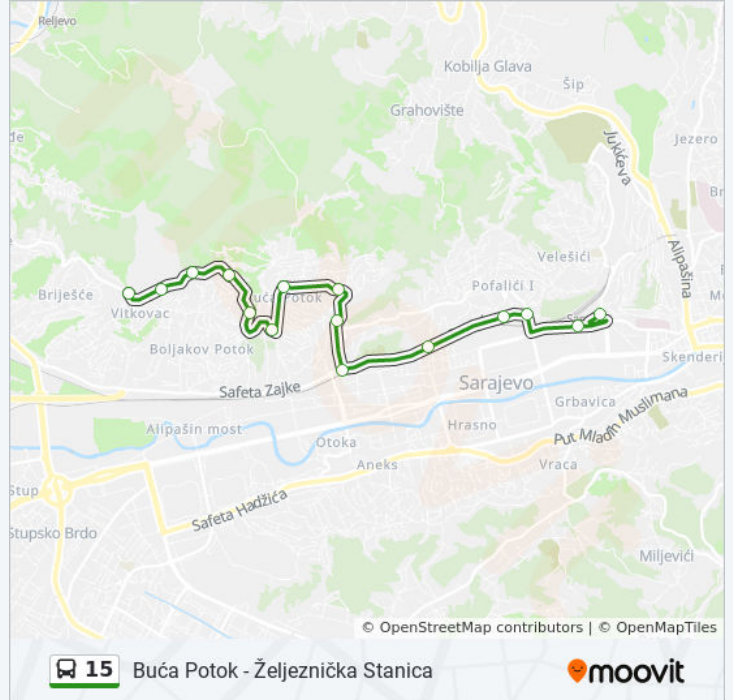 Reljevo
Kobilja Glava
Šip
Grahovište
Jukićeva
Jezero
Velešići
Alipašina
Briješće
Buća Potok
Pofalići I
Vitkovac
Boljakov Potok
Skenderij
Safeta Zajke
Sarajevo
Grbavica
Alipašin most
Hrasno
Put Mladih Muslimana
Otoka
Aneks
Vraca
Stup
Safeta Hadžića
Stupsko Brdo
Miljevići
© OpenStreetMap contributors | © OpenMapTiles
15 Buća Potok - Željeznička Stanica
moovit